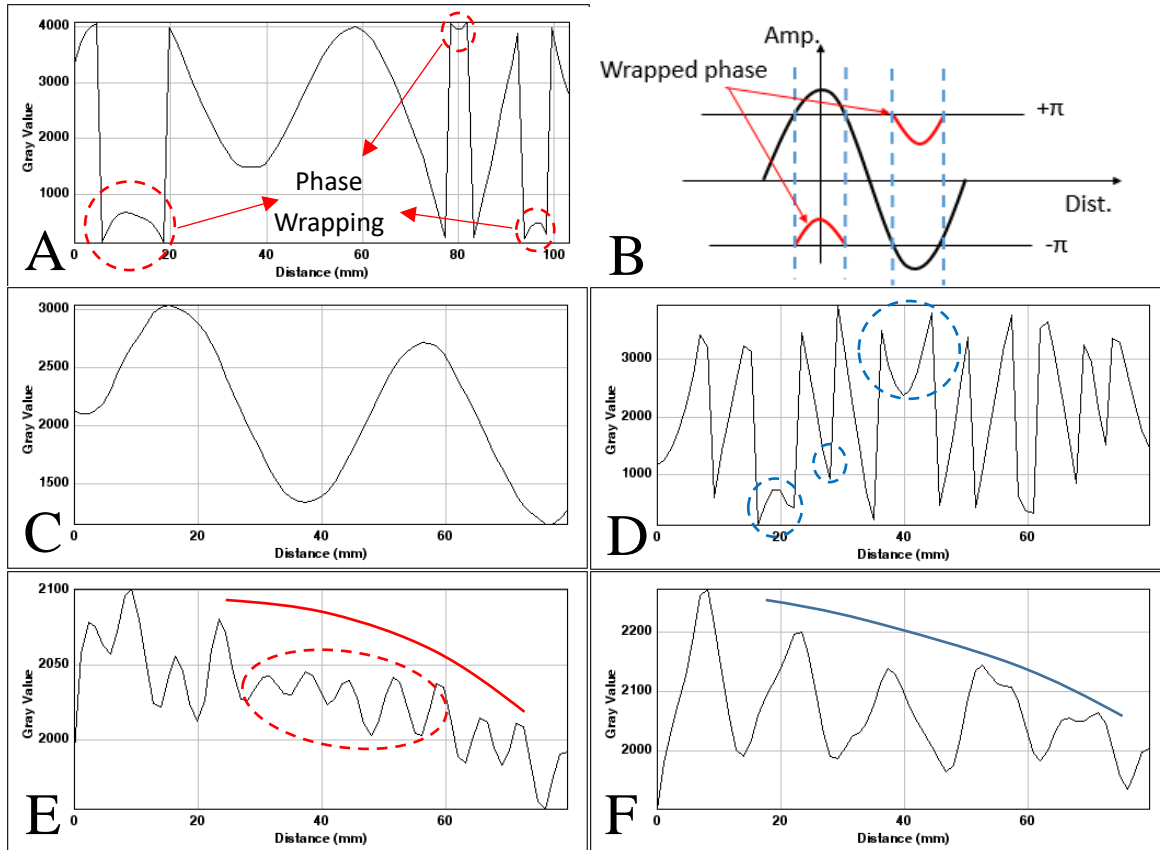 4000
3000
2000
1000
Gray Value
Phase
Wrapping
0
20
40
60
80
100
Distance (mm)
A
Amp.
Wrapped phase
+π
Dist.
-π
B
3000
2500
2000
1500
Gray Value
0
20
40
60
Distance (mm)
C
3000
2000
1000
Gray Value
0
20
40
60
Distance (mm)
D
2100
2050
2000
Gray Value
0
20
40
60
Distance (mm)
E
2200
2100
2000
Gray Value
0
20
40
60
Distance (mm)
F